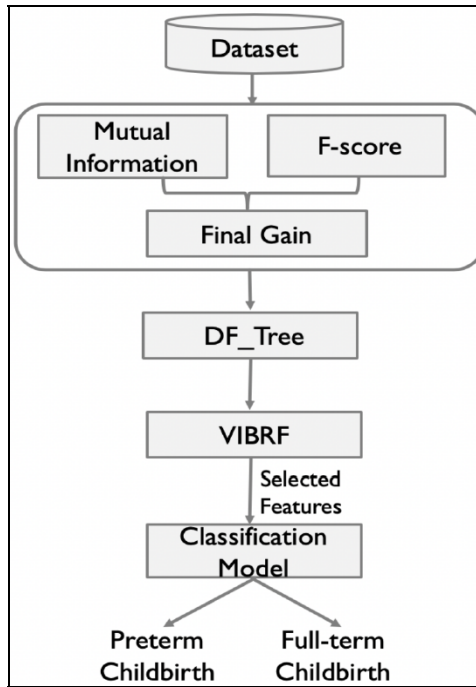 Dataset
Mutual
Information
F-score
Final Gain
DF_Tree
VIBRF
Selected
Features
Classification
Model
Preterm
Childbirth
Full-term
Childbirth